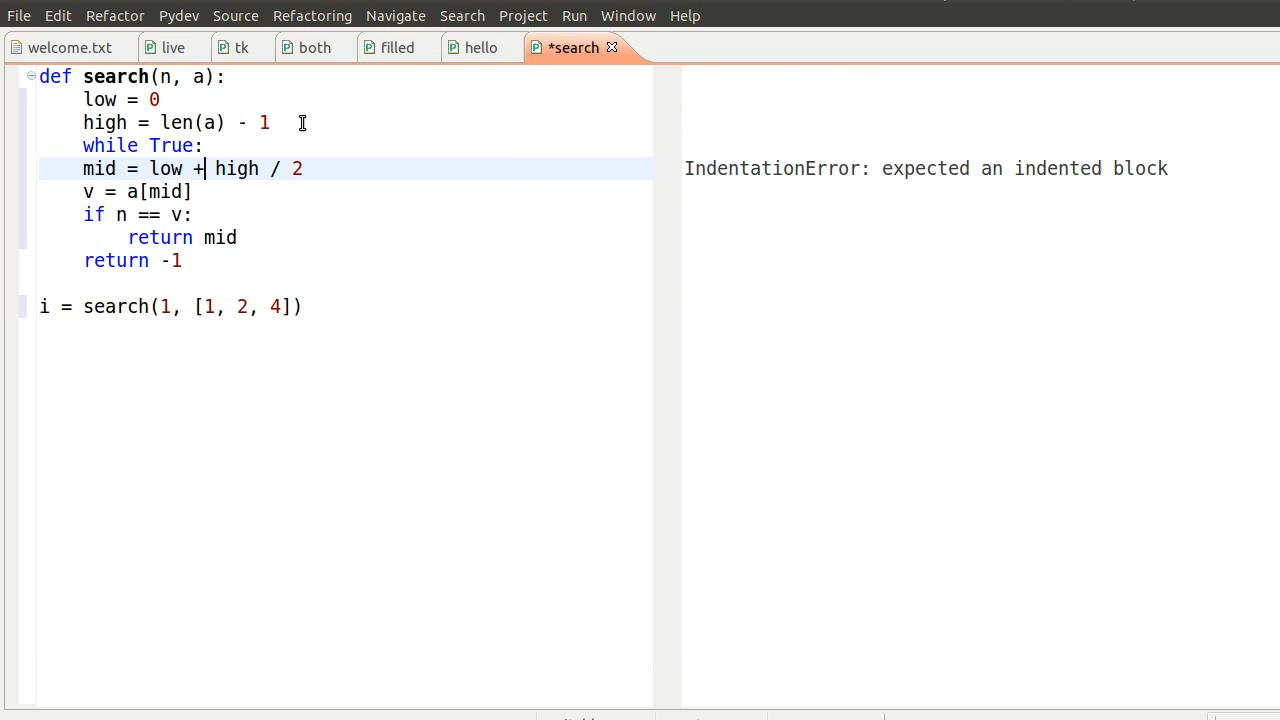 File Edit Refactor Pydev Source Refactoring Navigate Search Project Run Window Help
welcome.txt live tk both filled hello *search
def search(n, a):
low = 0
high = len(a) - 1
while True:
mid = low + high / 2 IndentationError: expected an indented block
v = a[mid]
if n == v:
return mid
return -1
i = search(1, [1, 2, 4])